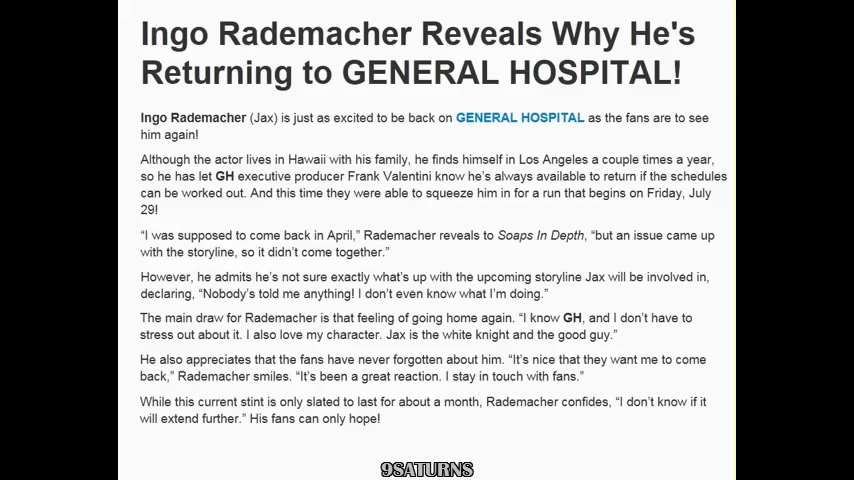 Ingo Rademacher Reveals Why He's
Returning to GENERAL HOSPITAL!
Ingo Rademacher (Jax) is just as excited to be back on GENERAL HOSPITAL as the fans are to see
him again!
Although the actor lives in Hawaii with his family, he finds himself in Los Angeles a couple times a year,
so he has let GH executive producer Frank Valentini know he’s always available to return if the schedules
can be worked out. And this time they were able to squeeze him in for a run that begins on Friday, July
29!
“I was supposed to come back in April,” Rademacher reveals to Soaps In Depth, “but an issue came up
with the storyline, so it didn’t come together.”
However, he admits he’s not sure exactly what’s up with the upcoming storyline Jax will be involved in,
declaring, “Nobody’s told me anything! I don’t even know what I’m doing.”
The main draw for Rademacher is that feeling of going home again. “I know GH, and I don’t have to
stress out about it. I also love my character. Jax is the white knight and the good guy.”
He also appreciates that the fans have never forgotten about him. “It’s nice that they want me to come
back,” Rademacher smiles. “It’s been a great reaction. I stay in touch with fans.”
While this current stint is only slated to last for about a month, Rademacher confides, “I don’t know if it
will extend further.” His fans can only hope!
9SATURNS